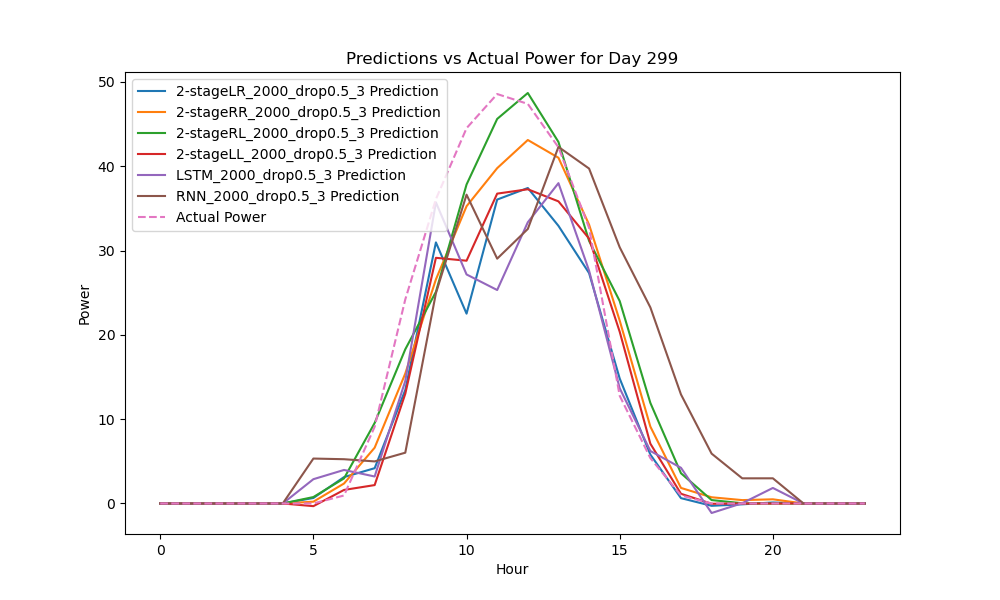 Predictions vs Actual Power for Day 299
50
40
30
20
10
0
Power
2-stageLR_2000_drop0.5_3 Prediction
2-stageRR_2000_drop0.5_3 Prediction
2-stageRL_2000_drop0.5_3 Prediction
2-stageLL_2000_drop0.5_3 Prediction
LSTM_2000_drop0.5_3 Prediction
RNN_2000_drop0.5_3 Prediction
Actual Power
0 5 10 15 20
Hour